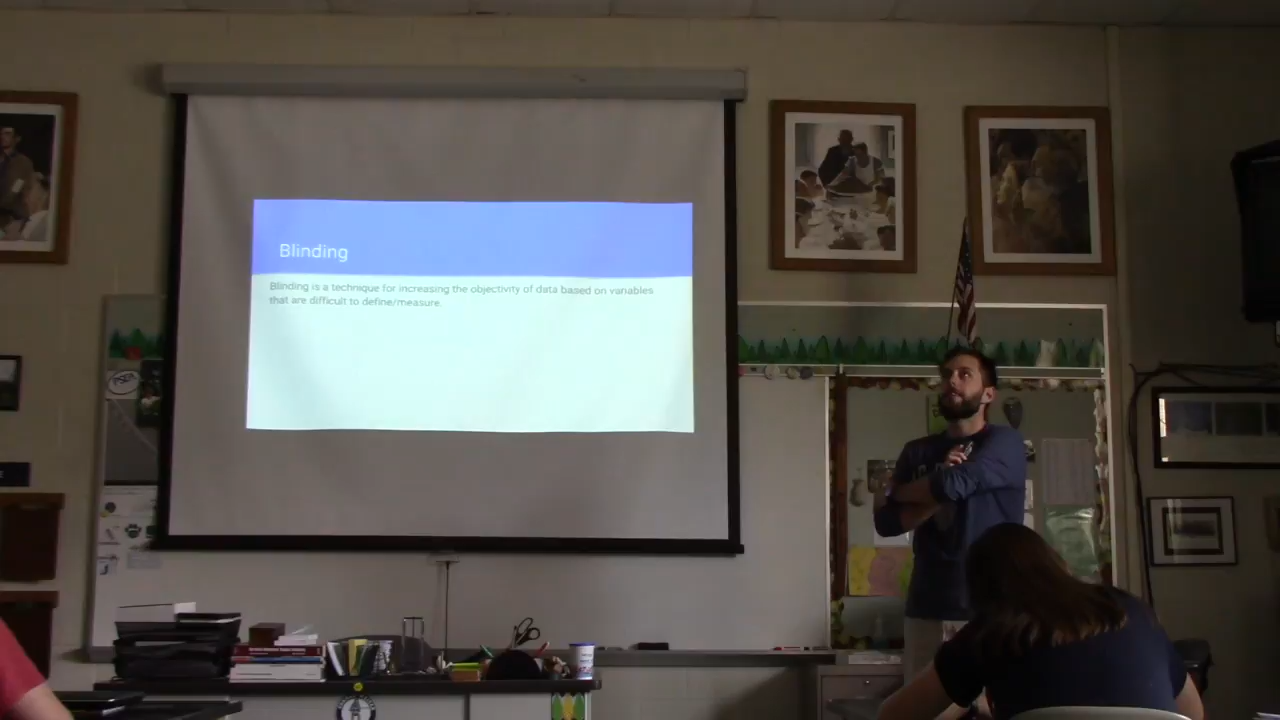 Blinding
Blinding is a technique for increasing the objectivity of data based on variables
that are difficult to define/measure.